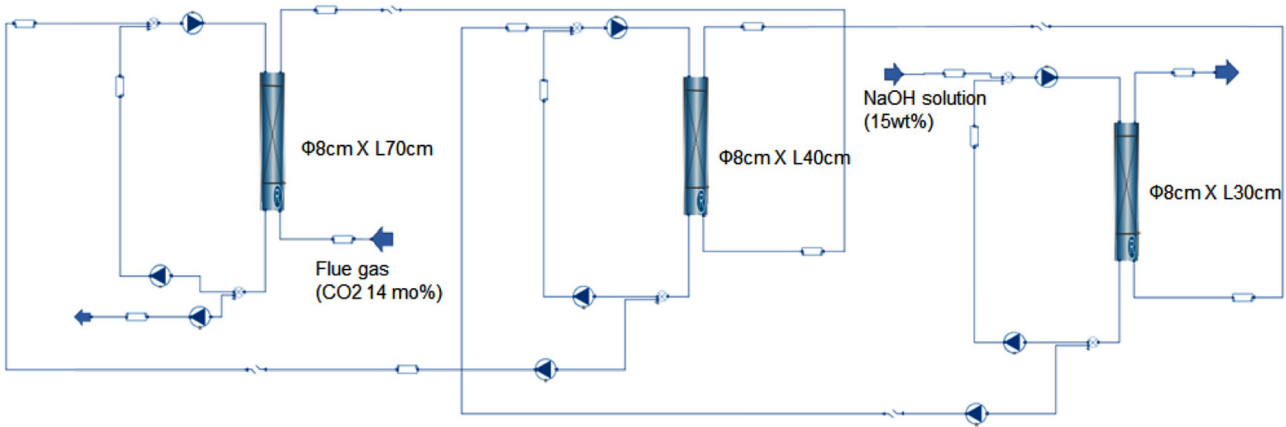 Φ8cm X L70cm
Flue gas
(CO2 14 mo%)
Φ8cm X L40cm
NaOH solution
(15wt%)
Φ8cm X L30cm